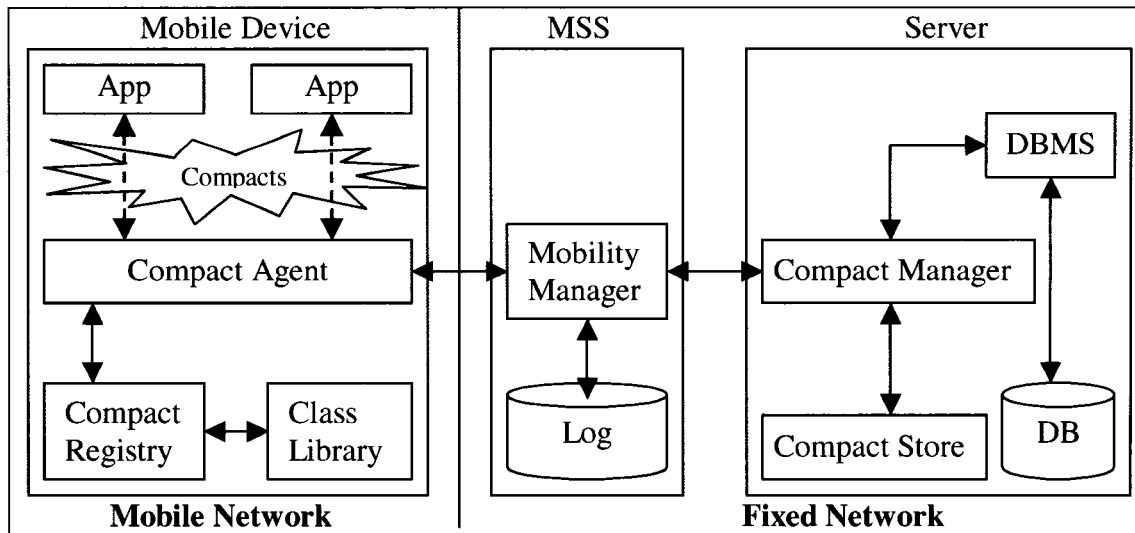 Mobile Device
MSS
Server
App
App
Compacts
DBMS
Compact Agent
Mobility
Manager
Compact Manager
Compact
Registry
Class
Library
Log
Compact Store
DB
Mobile Network
Fixed Network